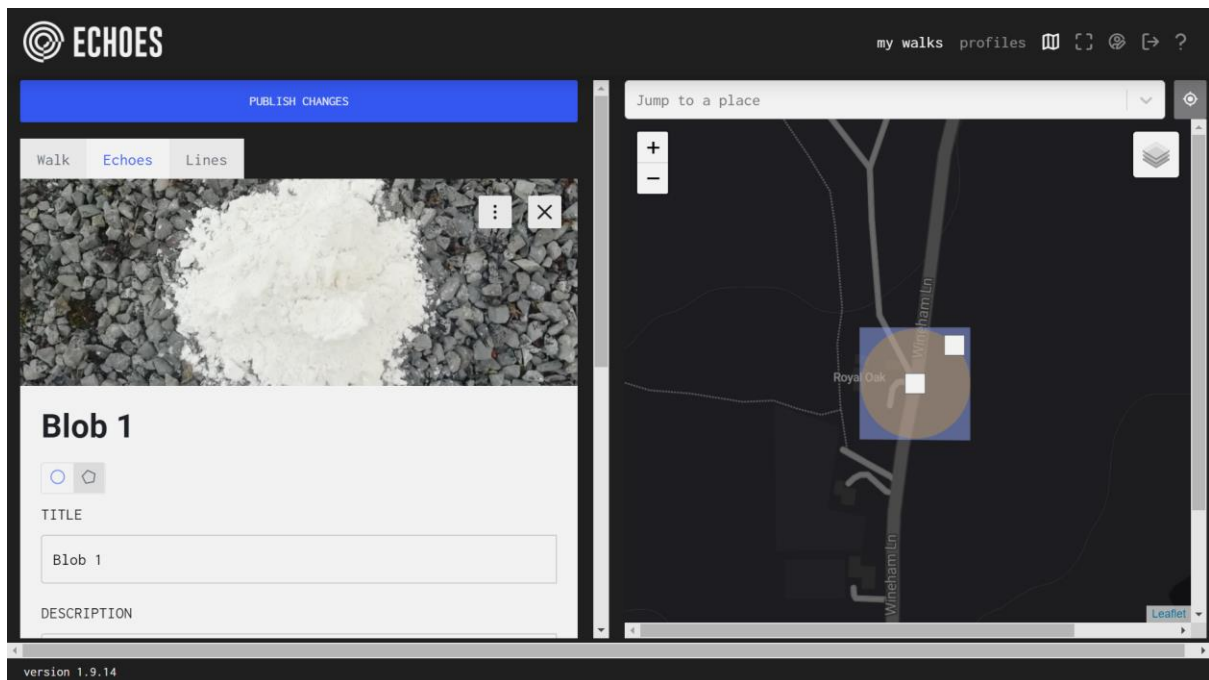 ECHOES
my walks profiles ?
PUBLISH CHANGES
Jump to a place
Walk Echoes Lines
+
−
Wineham Ln
Royal Oak
Blob 1
TITLE
Blob 1
Wineham Ln
DESCRIPTION
Leaflet
version 1.9.14